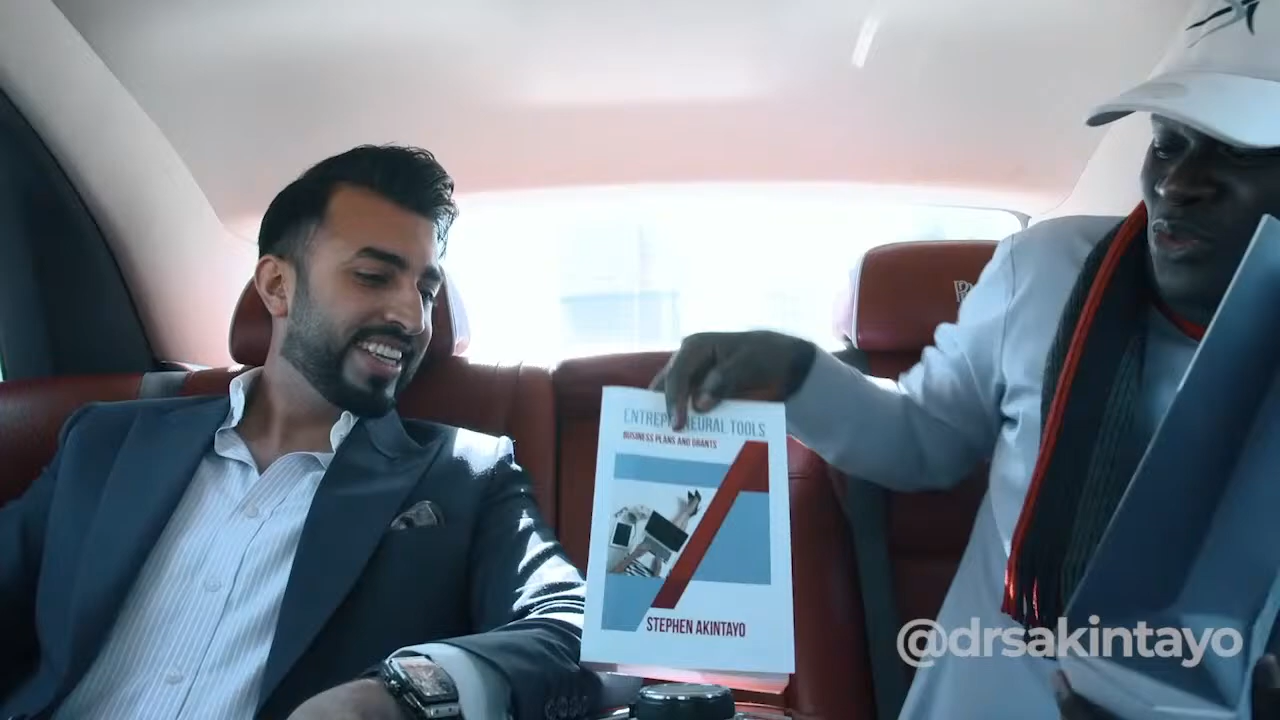 ENTREPRENEURAL TOOLS
BUSINESS PLANS AND GRANTS
STEPHEN AKINTAYO
@drsakintayo